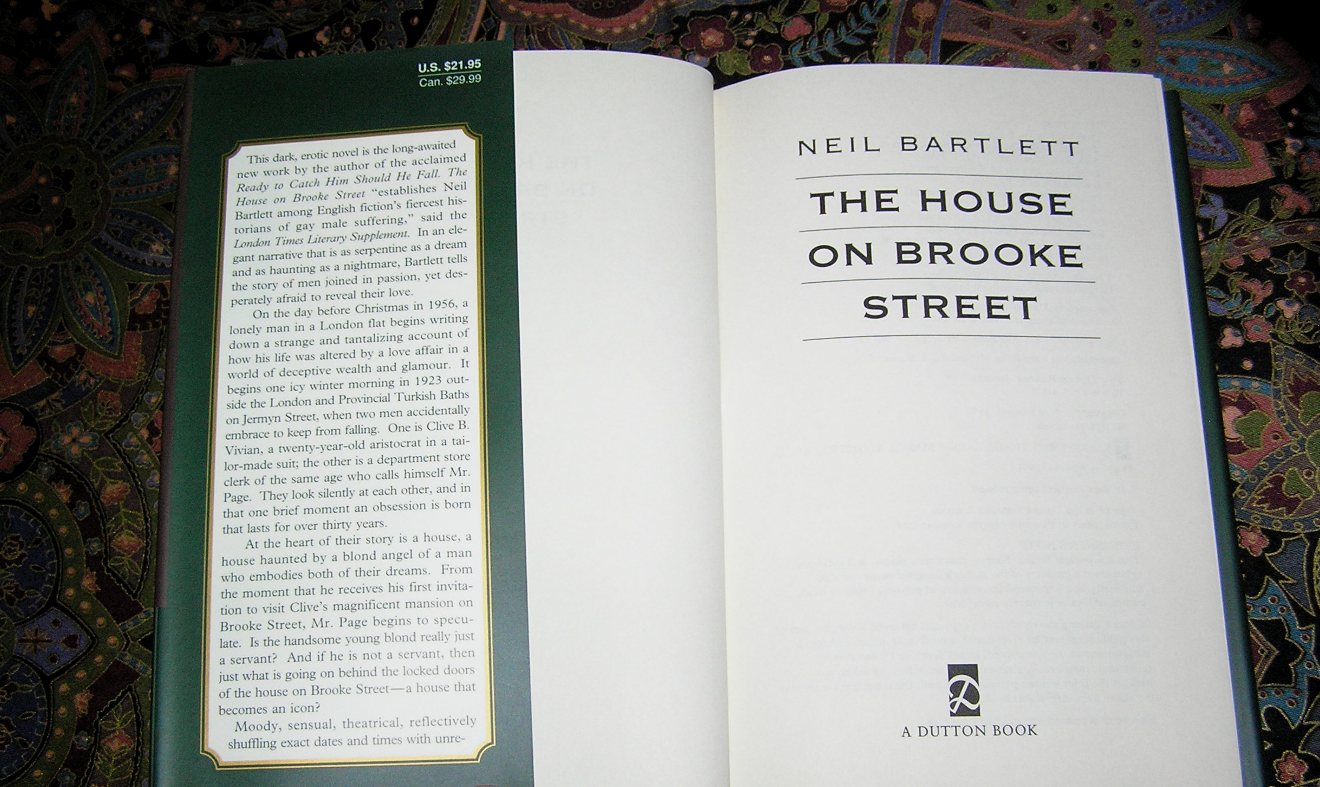 U.S. $21.95
Can. $29.99
This dark, erotic novel is the long-awaited
new work by the author of the acclaimed
Ready to Catch Him Should He Fall. The
House on Brooke Street “establishes Neil
Bartlett among English fiction’s fiercest his-
torians of gay male suffering,” said the
London Times Literary Supplement. In an ele-
gant narrative that is as serpentine as a dream
and as haunting as a nightmare, Bartlett tells
the story of men joined in passion, yet des-
perately afraid to reveal their love.
On the day before Christmas in 1956, a
lonely man in a London flat begins writing
down a strange and tantalizing account of
how his life was altered by a love affair in a
world of deceptive wealth and glamour. It
begins one icy winter morning in 1923 out-
side the London and Provincial Turkish Baths
on Jermyn Street, when two men accidentally
embrace to keep from falling. One is Clive B.
Vivian, a twenty-year-old aristocrat in a tai-
lor-made suit; the other is a department store
clerk of the same age who calls himself Mr.
Page. They look silently at each other, and in
that one brief moment an obsession is born
that lasts for over thirty years.
At the heart of their story is a house, a
house haunted by a blond angel of a man
who embodies both of their dreams. From
the moment that he receives his first invita-
tion to visit Clive’s magnificent mansion on
Brooke Street, Mr. Page begins to specu-
late. Is the handsome young blond really just
a servant? And if he is not a servant, then
just what is going on behind the locked doors
of the house on Brooke Street—a house that
becomes an icon?
Moody, sensual, theatrical, reflectively
shuffling exact dates and times with unre-
NEIL BARTLETT
THE HOUSE
ON BROOKE
STREET
D
A DUTTON BOOK